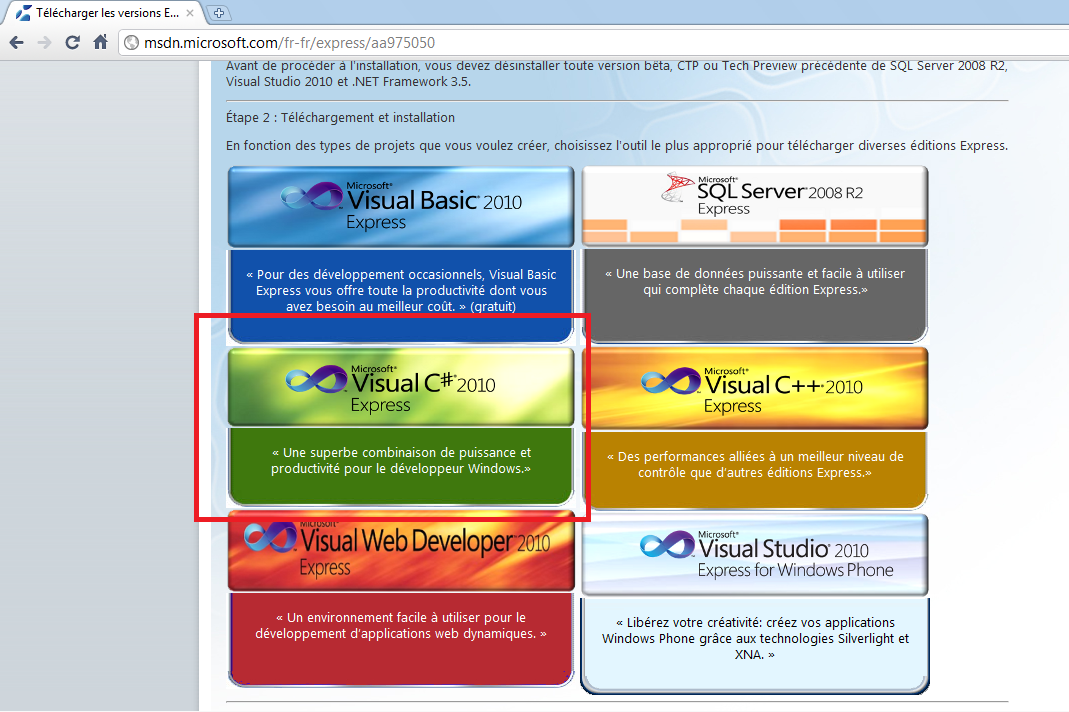 Télécharger les versions E...
msdn.microsoft.com/fr-fr/express/aa975050
Avant de procéder à l'installation, vous devez désinstaller toute version bêta, CTP ou Tech Preview précédente de SQL Server 2008 R2,
Visual Studio 2010 et .NET Framework 3.5.
Étape 2 : Téléchargement et installation
En fonction des types de projets que vous voulez créer, choisissez l'outil le plus approprié pour télécharger diverses éditions Express.
Microsoft®
Visual Basic® 2010
Express
« Pour des développement occasionnels, Visual Basic
Express vous offre toute la productivité dont vous
avez besoin au meilleur coût. » (gratuit)
Microsoft®
SQL Server® 2008 R2
Express
« Une base de données puissante et facile à utiliser
qui complète chaque édition Express.»
Microsoft®
Visual C#® 2010
Express
« Une superbe combinaison de puissance et
productivité pour le développeur Windows.»
Microsoft®
Visual C++® 2010
Express
« Des performances alliées à un meilleur niveau de
contrôle que d'autres éditions Express.»
Microsoft®
Visual Web Developer® 2010
Express
« Un environnement facile à utiliser pour le
développement d'applications web dynamiques. »
Microsoft®
Visual Studio® 2010
Express for Windows Phone
« Libérez votre créativité: créez vos applications
Windows Phone grâce aux technologies Silverlight et
XNA. »